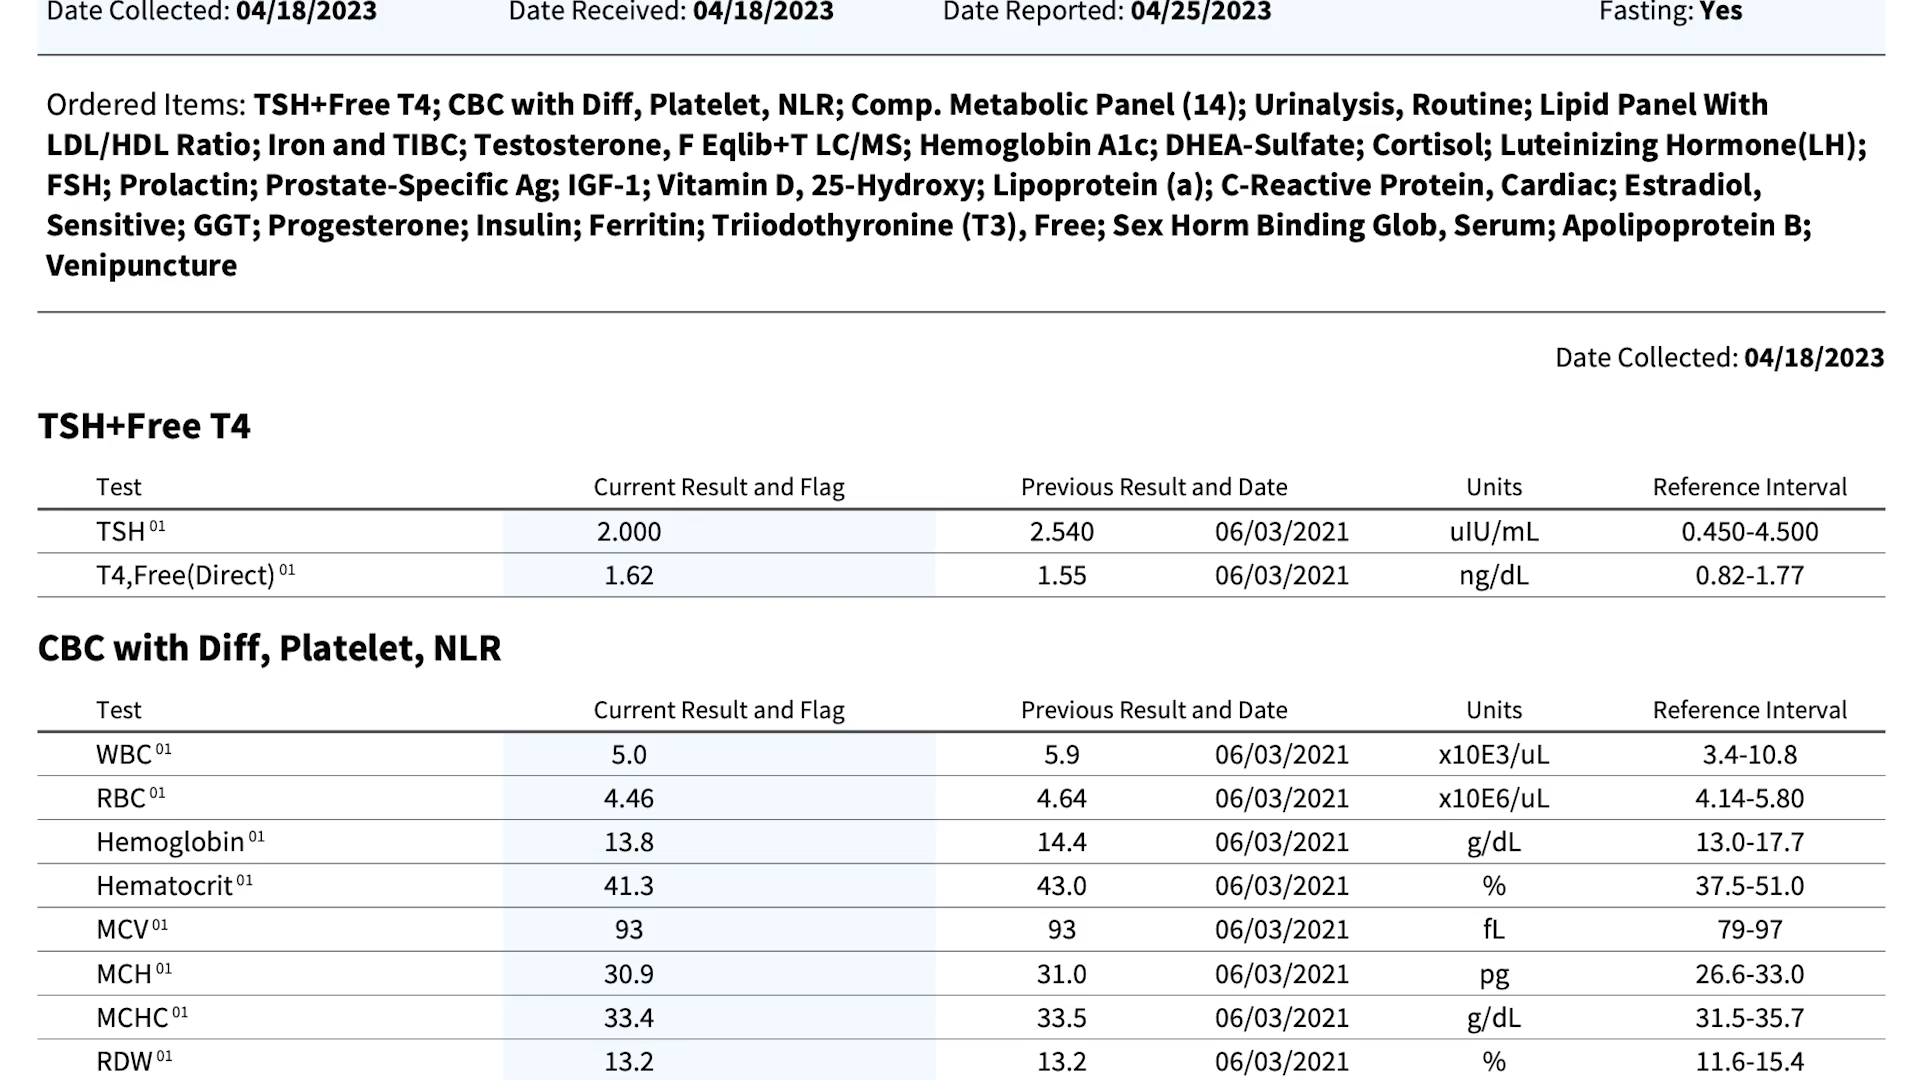 Date Collected: 04/18/2023 Date Received: 04/18/2023 Date Reported: 04/25/2023 Fasting: Yes
Ordered Items: TSH+Free T4; CBC with Diff, Platelet, NLR; Comp. Metabolic Panel (14); Urinalysis, Routine; Lipid Panel With
LDL/HDL Ratio; Iron and TIBC; Testosterone, F Eqlib+T LC/MS; Hemoglobin A1c; DHEA-Sulfate; Cortisol; Luteinizing Hormone(LH);
FSH; Prolactin; Prostate-Specific Ag; IGF-1; Vitamin D, 25-Hydroxy; Lipoprotein (a); C-Reactive Protein, Cardiac; Estradiol,
Sensitive; GGT; Progesterone; Insulin; Ferritin; Triiodothyronine (T3), Free; Sex Horm Binding Glob, Serum; Apolipoprotein B;
Venipuncture
Date Collected: 04/18/2023
TSH+Free T4
Test Current Result and Flag Previous Result and Date Units Reference Interval
TSH 01 2.000 2.540 06/03/2021 uIU/mL 0.450-4.500
T4,Free(Direct) 01 1.62 1.55 06/03/2021 ng/dL 0.82-1.77
CBC with Diff, Platelet, NLR
Test Current Result and Flag Previous Result and Date Units Reference Interval
WBC 01 5.0 5.9 06/03/2021 x10E3/uL 3.4-10.8
RBC 01 4.46 4.64 06/03/2021 x10E6/uL 4.14-5.80
Hemoglobin 01 13.8 14.4 06/03/2021 g/dL 13.0-17.7
Hematocrit 01 41.3 43.0 06/03/2021 % 37.5-51.0
MCV 01 93 93 06/03/2021 fL 79-97
MCH 01 30.9 31.0 06/03/2021 pg 26.6-33.0
MCHC 01 33.4 33.5 06/03/2021 g/dL 31.5-35.7
RDW 01 13.2 13.2 06/03/2021 % 11.6-15.4